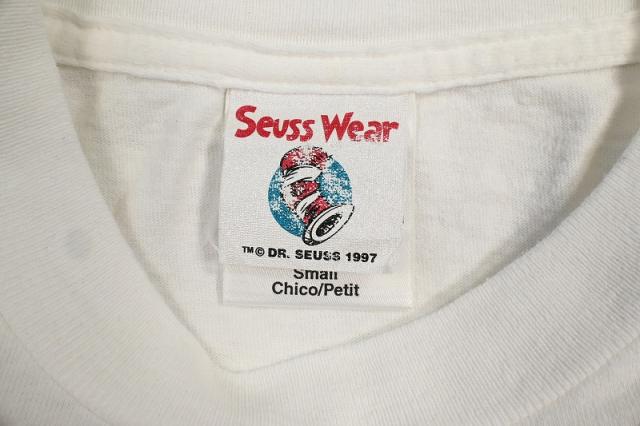 Seuss Wear
™© DR. SEUSS 1997
Small
Chico/Petit